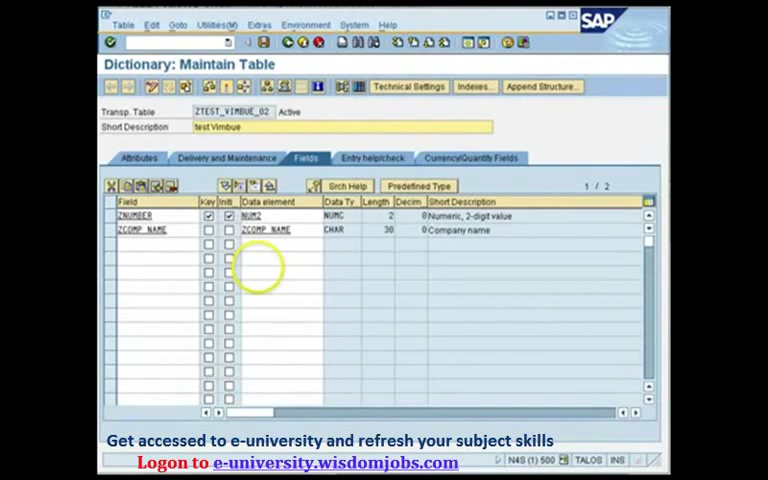 Table Edit Goto Utilities(M) Extras Environment System Help
SAP
Dictionary: Maintain Table
Technical Settings Indexes... Append Structure...
Transp. Table ZTEST_VIMBUE_02 Active
Short Description test Vimbue
Attributes Delivery and Maintenance Fields Entry help/check Currency/Quantity Fields
Srch Help Predefined Type 1 / 2
Field Key Initi Data element Data Ty Length Decim Short Description
ZNUMBER NUM2 NUMC 2 0 Numeric, 2-digit value
ZCOMP_NAME ZCOMP_NAME CHAR 30 0 Company name
Get accessed to e-university and refresh your subject skills
Logon to e-university.wisdomjobs.com
N4S (1) 500 TALOS INS